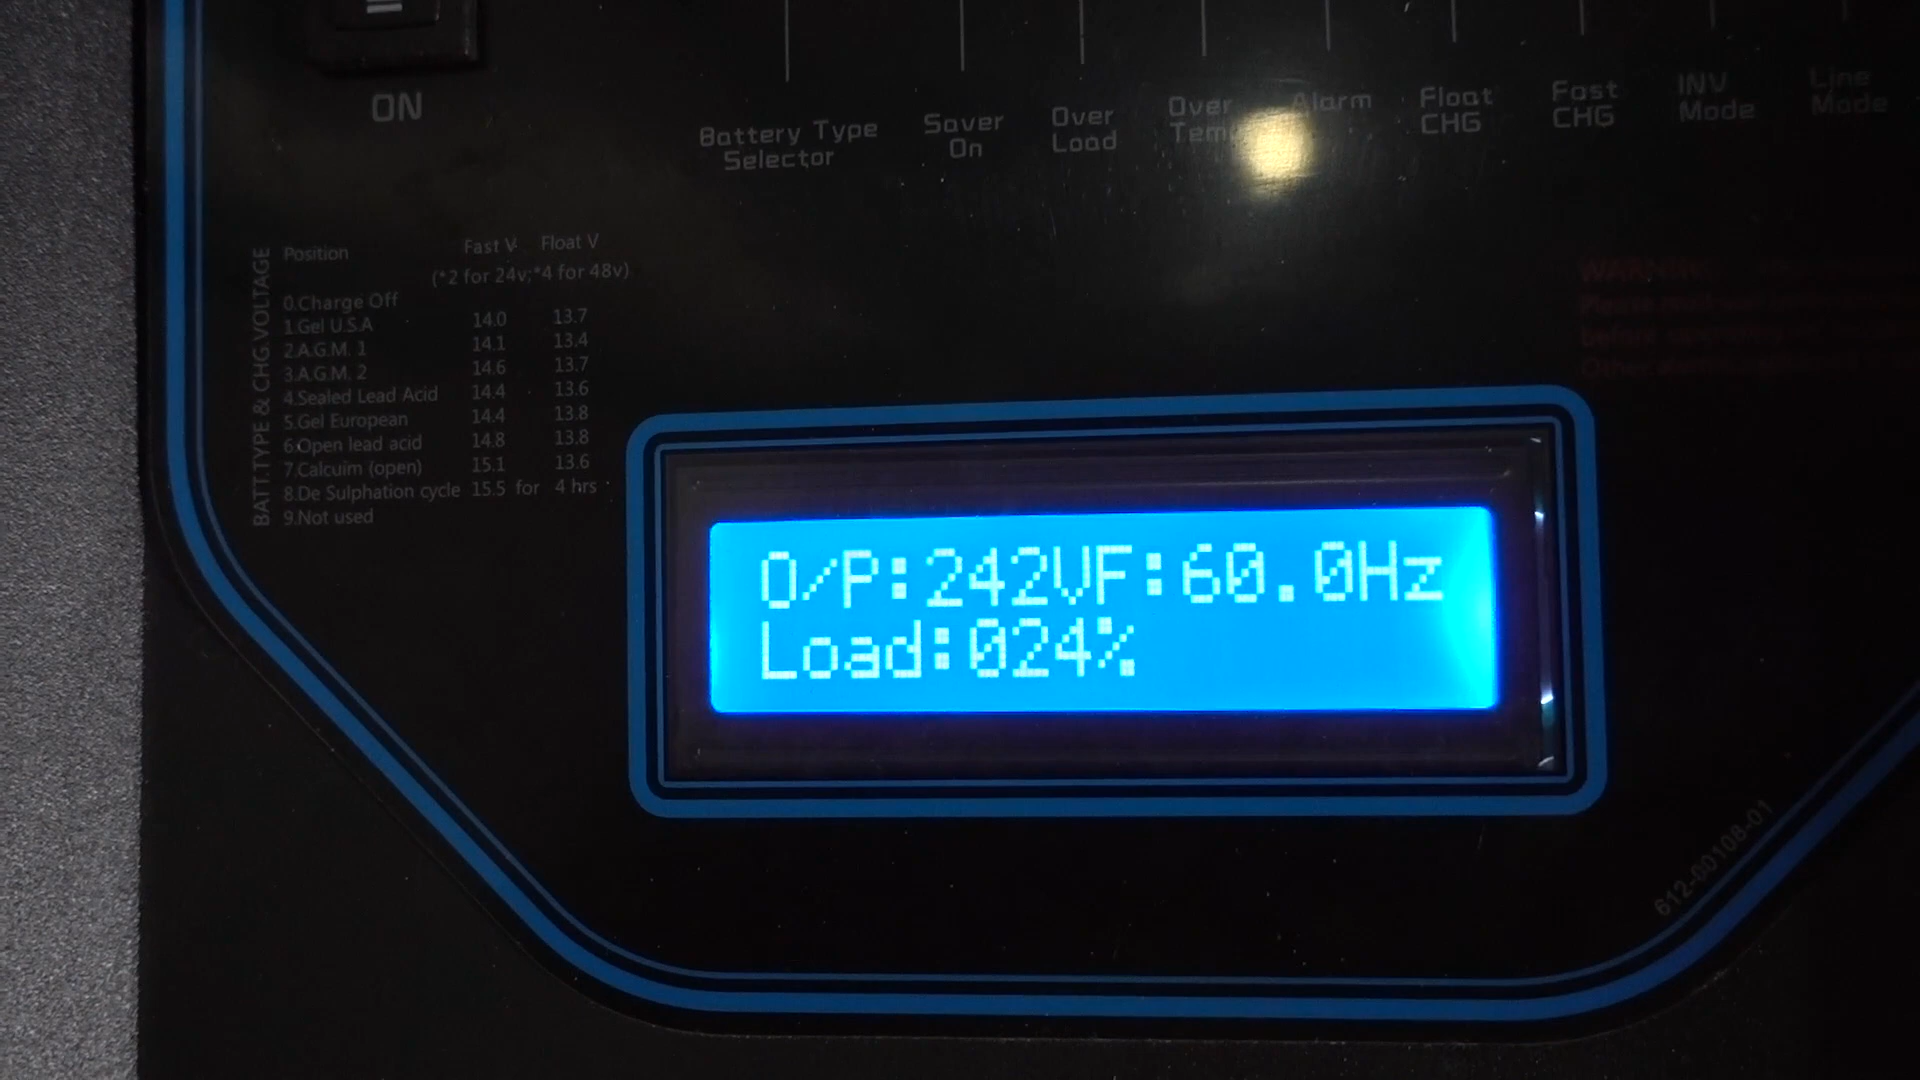 ON
Battery Type
Selector
Saver
On
Over
Load
Over
Temp
Alarm
Float
CHG
Fast
CHG
INV
Mode
Line
Mode
BATT.TYPE & CHG.VOLTAGE
Position Fast V Float V
(*2 for 24v;*4 for 48v)
0.Charge Off
1.Gel U.S.A 14.0 13.7
2.A.G.M. 1 14.1 13.4
3.A.G.M. 2 14.6 13.7
4.Sealed Lead Acid 14.4 13.6
5.Gel European 14.4 13.8
6.Open lead acid 14.8 13.8
7.Calcuim (open) 15.1 13.6
8.De Sulphation cycle 15.5 for 4 hrs
9.Not used
WARNING
O/P:242VF:60.0Hz
Load:024%
612-00108-01